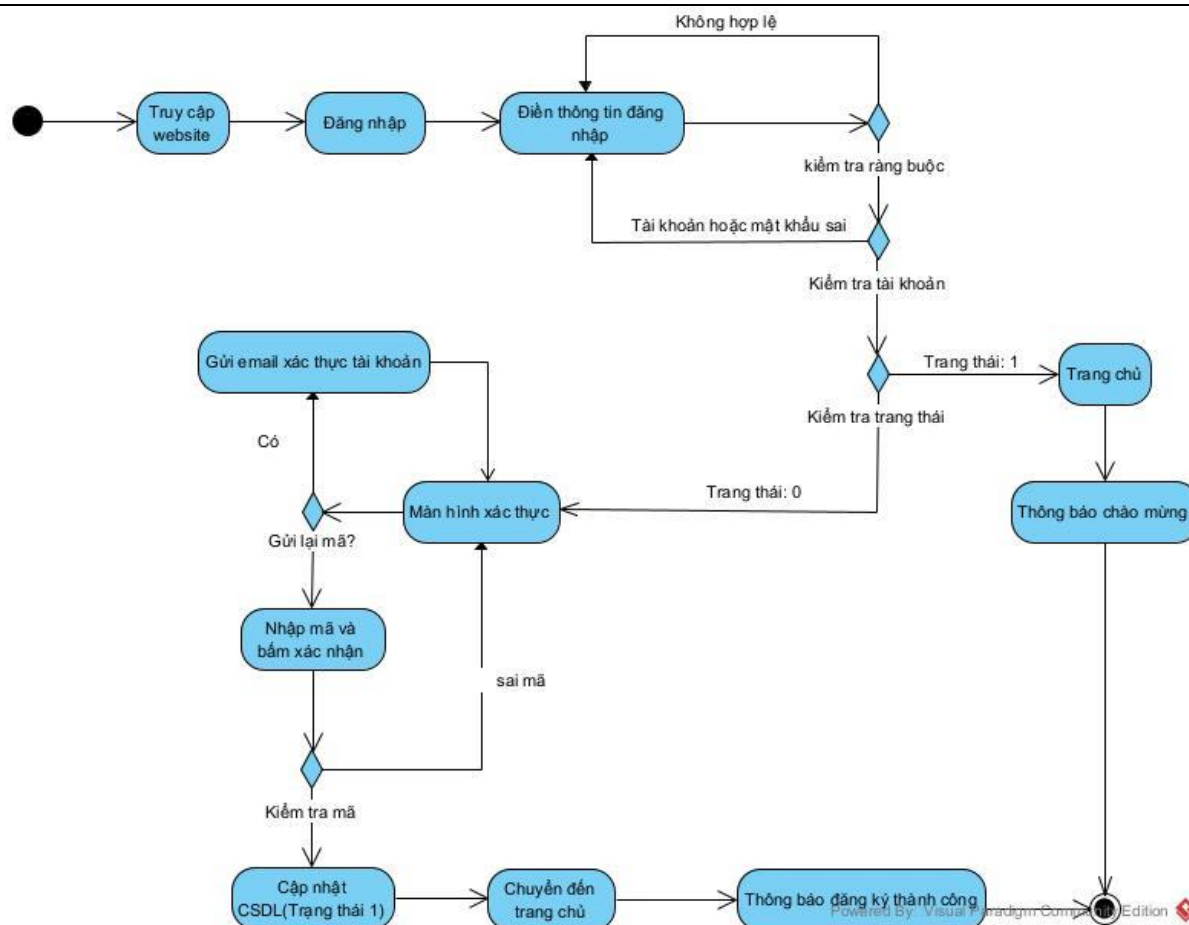 Không hợp lệ
Truy cập
website
Đăng nhập
Điền thông tin đăng
nhập
kiểm tra ràng buộc
Tài khoản hoặc mật khẩu sai
Kiểm tra tài khoản
Gửi email xác thực tài khoản
Trang thái: 1
Trang chủ
Kiểm tra trang thái
Có
Trang thái: 0
Màn hình xác thực
Thông báo chào mừng
Gửi lại mã?
Nhập mã và
bấm xác nhận
sai mã
Kiểm tra mã
Cập nhật
CSDL(Trạng thái 1)
Chuyển đến
trang chủ
Thông báo đăng ký thành công
Powered By: Visual Paradigm Community Edition